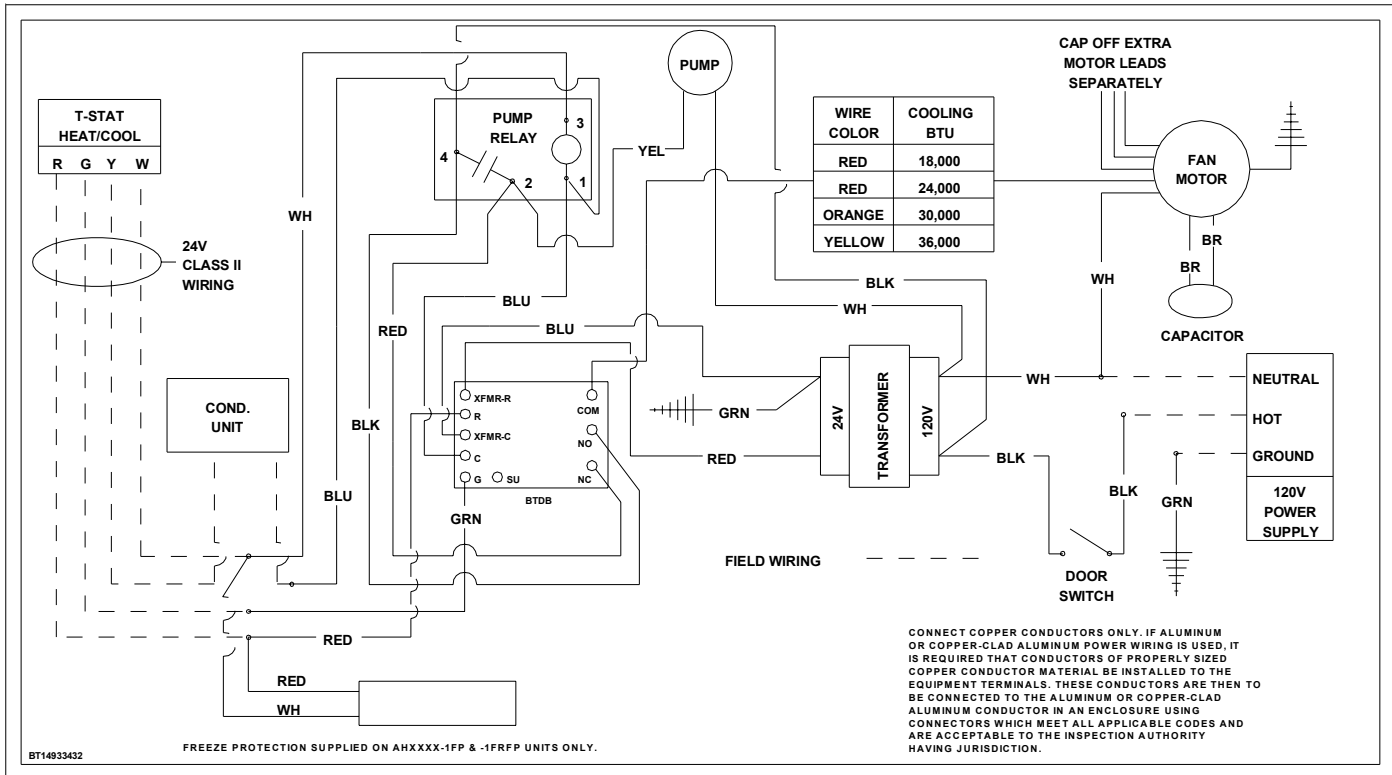 T-STAT
HEAT/COOL
R G Y W
24V
CLASS II
WIRING
COND.
UNIT
WH
PUMP
RELAY
3
4
2
1
YEL
PUMP
WIRE
COLOR
COOLING
BTU
RED 18,000
RED 24,000
ORANGE 30,000
YELLOW 36,000
CAP OFF EXTRA
MOTOR LEADS
SEPARATELY
FAN
MOTOR
BR
BR
CAPACITOR
WH
BLK
WH
BLU
BLU
RED
BLK
BLU
XFMR-R
R
XFMR-C
C
G
SU
COM
NO
NC
BTDB
GRN
GRN
RED
24V
TRANSFORMER
120V
WH
BLK
BLK
GRN
NEUTRAL
HOT
GROUND
120V
POWER
SUPPLY
DOOR
SWITCH
FIELD WIRING
RED
RED
WH
FREEZE PROTECTION SUPPLIED ON AHXXXX-1FP & -1FRFP UNITS ONLY.
BT14933432
CONNECT COPPER CONDUCTORS ONLY. IF ALUMINUM
OR COPPER-CLAD ALUMINUM POWER WIRING IS USED, IT
IS REQUIRED THAT CONDUCTORS OF PROPERLY SIZED
COPPER CONDUCTOR MATERIAL BE INSTALLED TO THE
EQUIPMENT TERMINALS. THESE CONDUCTORS ARE THEN TO
BE CONNECTED TO THE ALUMINUM OR COPPER-CLAD
ALUMINUM CONDUCTOR IN AN ENCLOSURE USING
CONNECTORS WHICH MEET ALL APPLICABLE CODES AND
ARE ACCEPTABLE TO THE INSPECTION AUTHORITY
HAVING JURISDICTION.